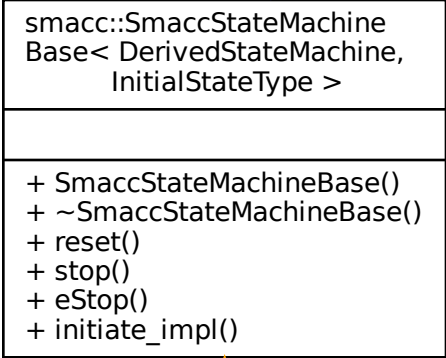 smacc::SmaccStateMachine
Base< DerivedStateMachine,
InitialStateType >
+ SmaccStateMachineBase()
+ ~SmaccStateMachineBase()
+ reset()
+ stop()
+ eStop()
+ initiate_impl()